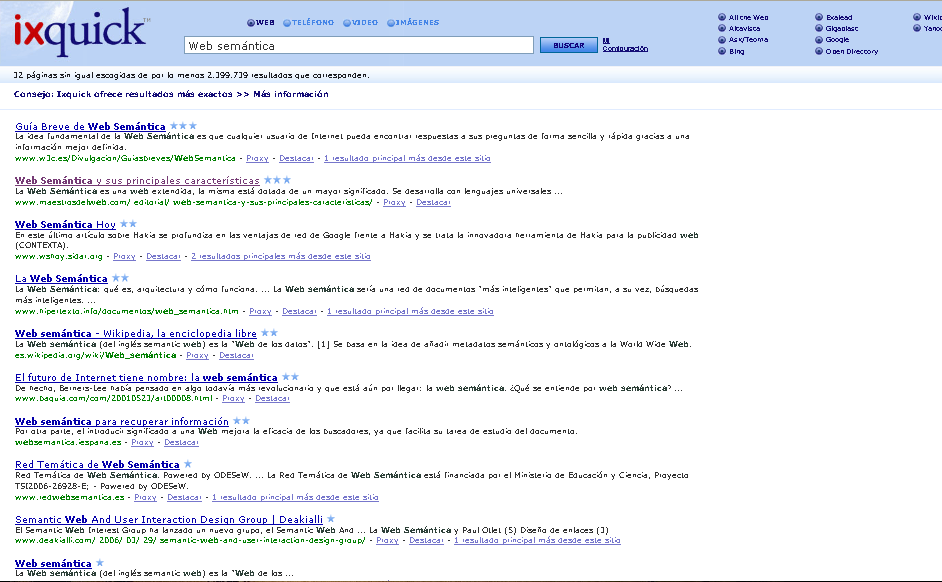 ixquick™
WEB TELÉFONO VIDEO IMÁGENES
Web semántica BUSCAR Mi Configuración
All the Web Exalead Wiki
Altavista Gigablast Yahoo
Ask/Teoma Google
Bing Open Directory
32 páginas sin igual escogidas de por lo menos 2.399.739 resultados que corresponden.
Consejo: Ixquick ofrece resultados más exactos >> Más información
Guía Breve de Web Semántica ★★★
La idea fundamental de la Web Semántica es que cualquier usuario de Internet pueda encontrar respuestas a sus preguntas de forma sencilla y rápida gracias a una
información mejor definida.
www.w3c.es/Divulgacion/Guiasbreves/WebSemantica - Proxy - Destacar - 1 resultado principal más desde este sitio
Web Semántica y sus principales características ★★★
La Web Semántica es una web extendida, la misma está dotada de un mayor significado. Se desarrolla con lenguajes universales ...
www.maestrosdelweb.com/ editorial/ web-semantica-y-sus-principales-caracteristicas/ - Proxy - Destacar
Web Semántica Hoy ★★
En este último artículo sobre Hakia se profundiza en las ventajas de red de Google frente a Hakia y se trata la innovadora herramienta de Hakia para la publicidad web
(CONTEXTA).
www.wshoy.sidar.org - Proxy - Destacar - 2 resultados principales más desde este sitio
La Web Semántica ★★
La Web Semántica: qué es, arquitectura y cómo funciona. ... La Web semántica sería una red de documentos "más inteligentes" que permitan, a su vez, búsquedas
más inteligentes. ...
www.hipertexto.info/documentos/web_semantica.htm - Proxy - Destacar - 1 resultado principal más desde este sitio
Web semántica - Wikipedia, la enciclopedia libre ★★
La Web semántica (del inglés semantic web) es la "Web de los datos". [1] Se basa en la idea de añadir metadatos semánticos y ontológicos a la World Wide Web.
es.wikipedia.org/wiki/Web_semántica - Proxy - Destacar
El futuro de Internet tiene nombre: la web semántica ★★
De hecho, Berners-Lee había pensado en algo todavía más revolucionario y que está aún por llegar: la web semántica. ¿Qué se entiende por web semántica? ...
www.baquia.com/com/20010523/art00008.html - Proxy - Destacar
Web semántica para recuperar información ★★
Por otra parte, el introducir significado a una Web mejora la eficacia de los buscadores, ya que facilita su tarea de estudio del documento.
websemantica.iespana.es - Proxy - Destacar
Red Temática de Web Semántica ★
Red Temática de Web Semántica. Powered by ODESeW. ... La Red Temática de Web Semántica está financiada por el Ministerio de Educación y Ciencia, Proyecto
TSI2006-26928-E; - Powered by ODESeW.
www.redwebsemantica.es - Proxy - Destacar - 1 resultado principal más desde este sitio
Semantic Web And User Interaction Design Group | Deakialli ★
El Semantic Web Interest Group ha lanzado un nuevo grupo, el Semantic Web And ... La Web Semántica y Paul Otlet (5) Diseño de enlaces (3)
www.deakialli.com/ 2006/ 03/ 29/ semantic-web-and-user-interaction-design-group/ - Proxy - Destacar - 1 resultado principal más desde este sitio
Web semántica ★
La Web semántica (del inglés semantic web) es la "Web de los ...